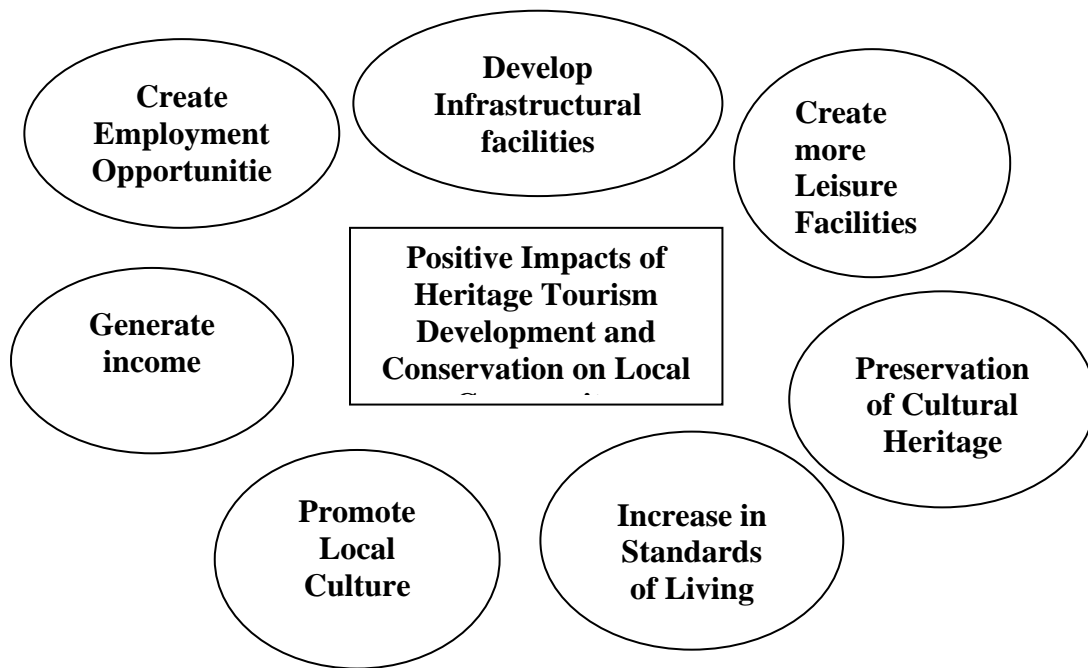 Create
Employment
Opportunitie
Develop
Infrastructural
facilities
Create
more
Leisure
Facilities
Positive Impacts of
Heritage Tourism
Development and
Conservation on Local
Generate
income
Preservation
of Cultural
Heritage
Promote
Local
Culture
Increase in
Standards
of Living